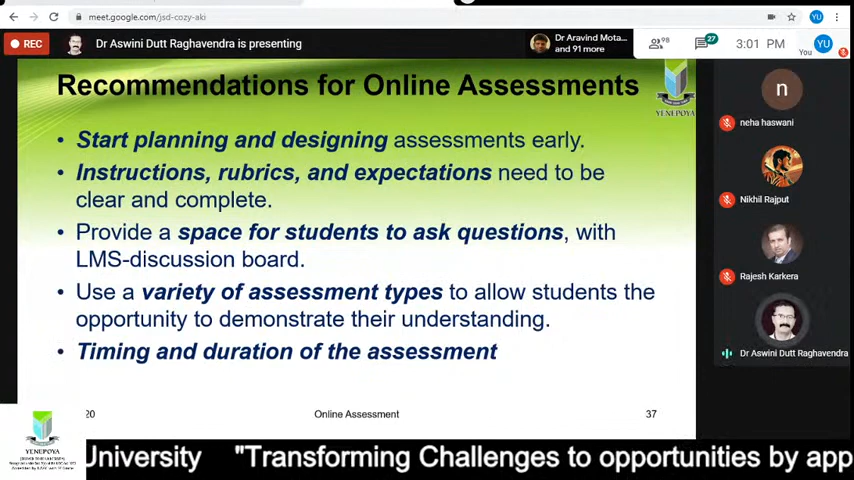 meet.google.com/jsd-cozy-aki
YU
REC
Dr Aswini Dutt Raghavendra is presenting
Dr Aravind Mota...
and 91 more
98
27
3:01 PM
YU
You
Recommendations for Online Assessments
YENEPOYA
n
neha haswani
• Start planning and designing assessments early.
• Instructions, rubrics, and expectations need to be
clear and complete.
Nikhil Rajput
• Provide a space for students to ask questions, with
LMS-discussion board.
Rajesh Karkera
• Use a variety of assessment types to allow students the
opportunity to demonstrate their understanding.
• Timing and duration of the assessment
Dr Aswini Dutt Raghavendra
20
Online Assessment
37
YENEPOYA
University "Transforming Challenges to opportunities by app